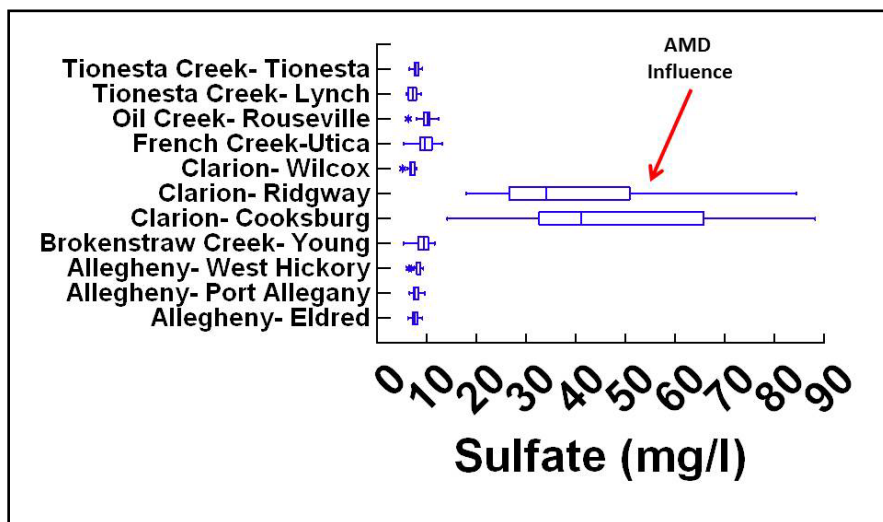 AMD
Influence
Tionesta Creek- Tionesta
Tionesta Creek- Lynch
Oil Creek- Rouseville
French Creek-Utica
Clarion- Wilcox
Clarion- Ridgway
Clarion- Cooksburg
Brokenstraw Creek- Young
Allegheny- West Hickory
Allegheny- Port Allegany
Allegheny- Eldred
0 10 20 30 40 50 60 70 80 90
Sulfate (mg/l)